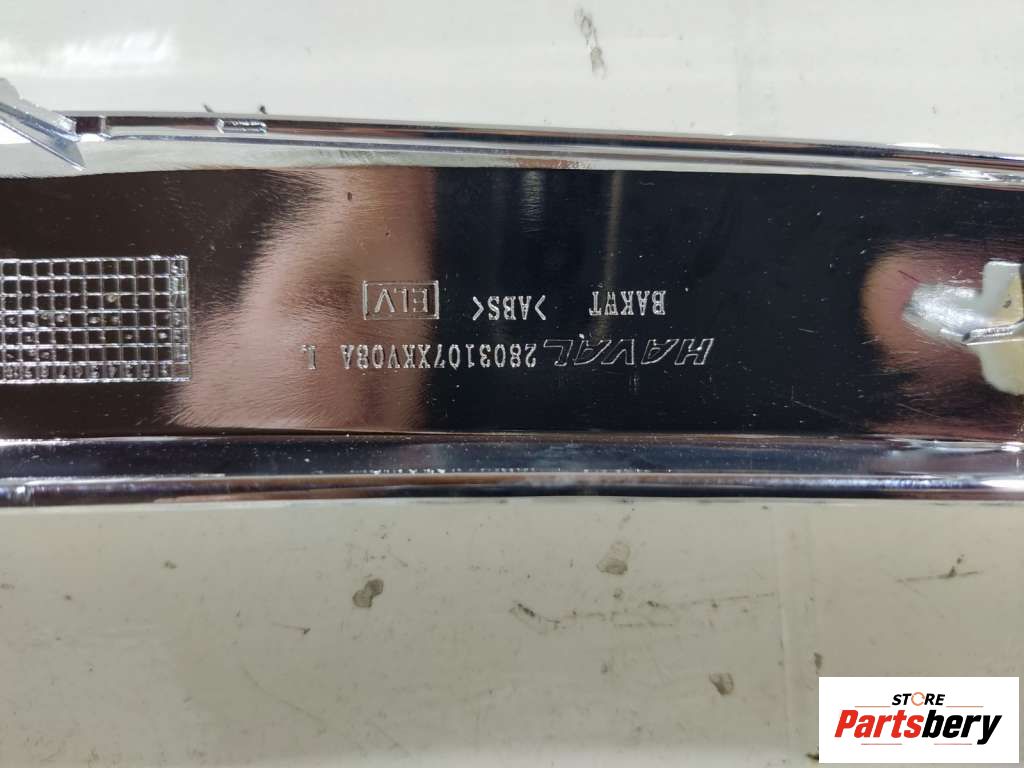 HAVAL 2803107XKV08A L
BAKWT >ABS< ELV
STORE
Partsbery